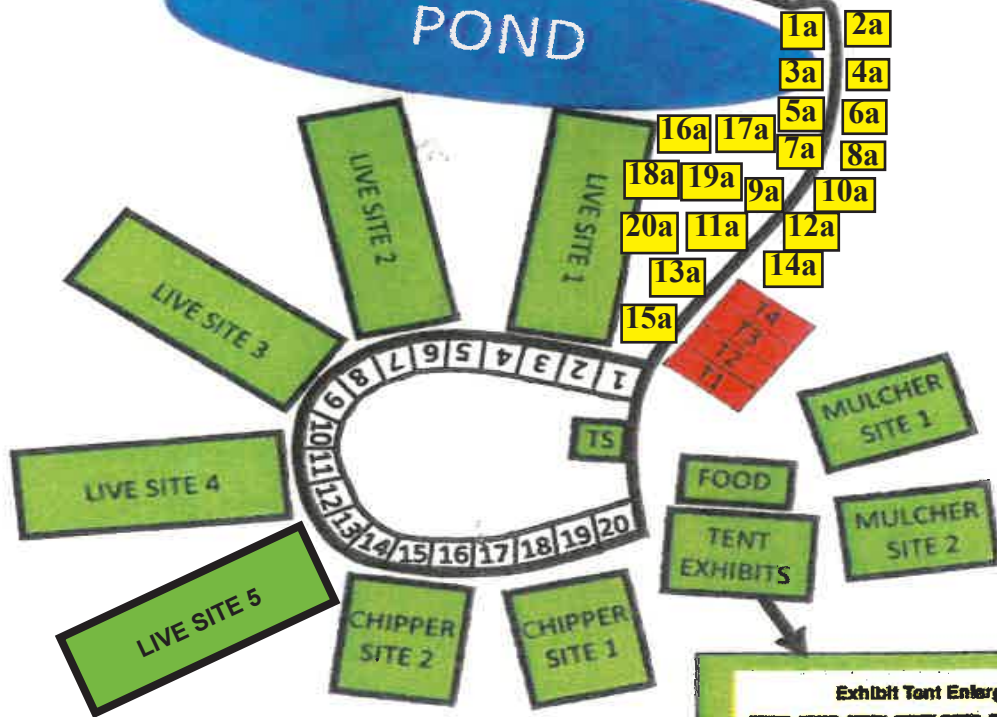 POND
1a
2a
3a
4a
5a
6a
16a
17a
7a
8a
18a
19a
9a
10a
20a
11a
12a
13a
14a
15a
LIVE SITE 1
LIVE SITE 2
LIVE SITE 3
LIVE SITE 4
LIVE SITE 5
T4
T3
T2
T1
1
2
3
4
5
6
7
8
9
10
11
12
13
14
15
16
17
18
19
20
TS
MULCHER
SITE 1
FOOD
MULCHER
SITE 2
TENT
EXHIBITS
CHIPPER
SITE 2
CHIPPER
SITE 1
Exhibit Tent